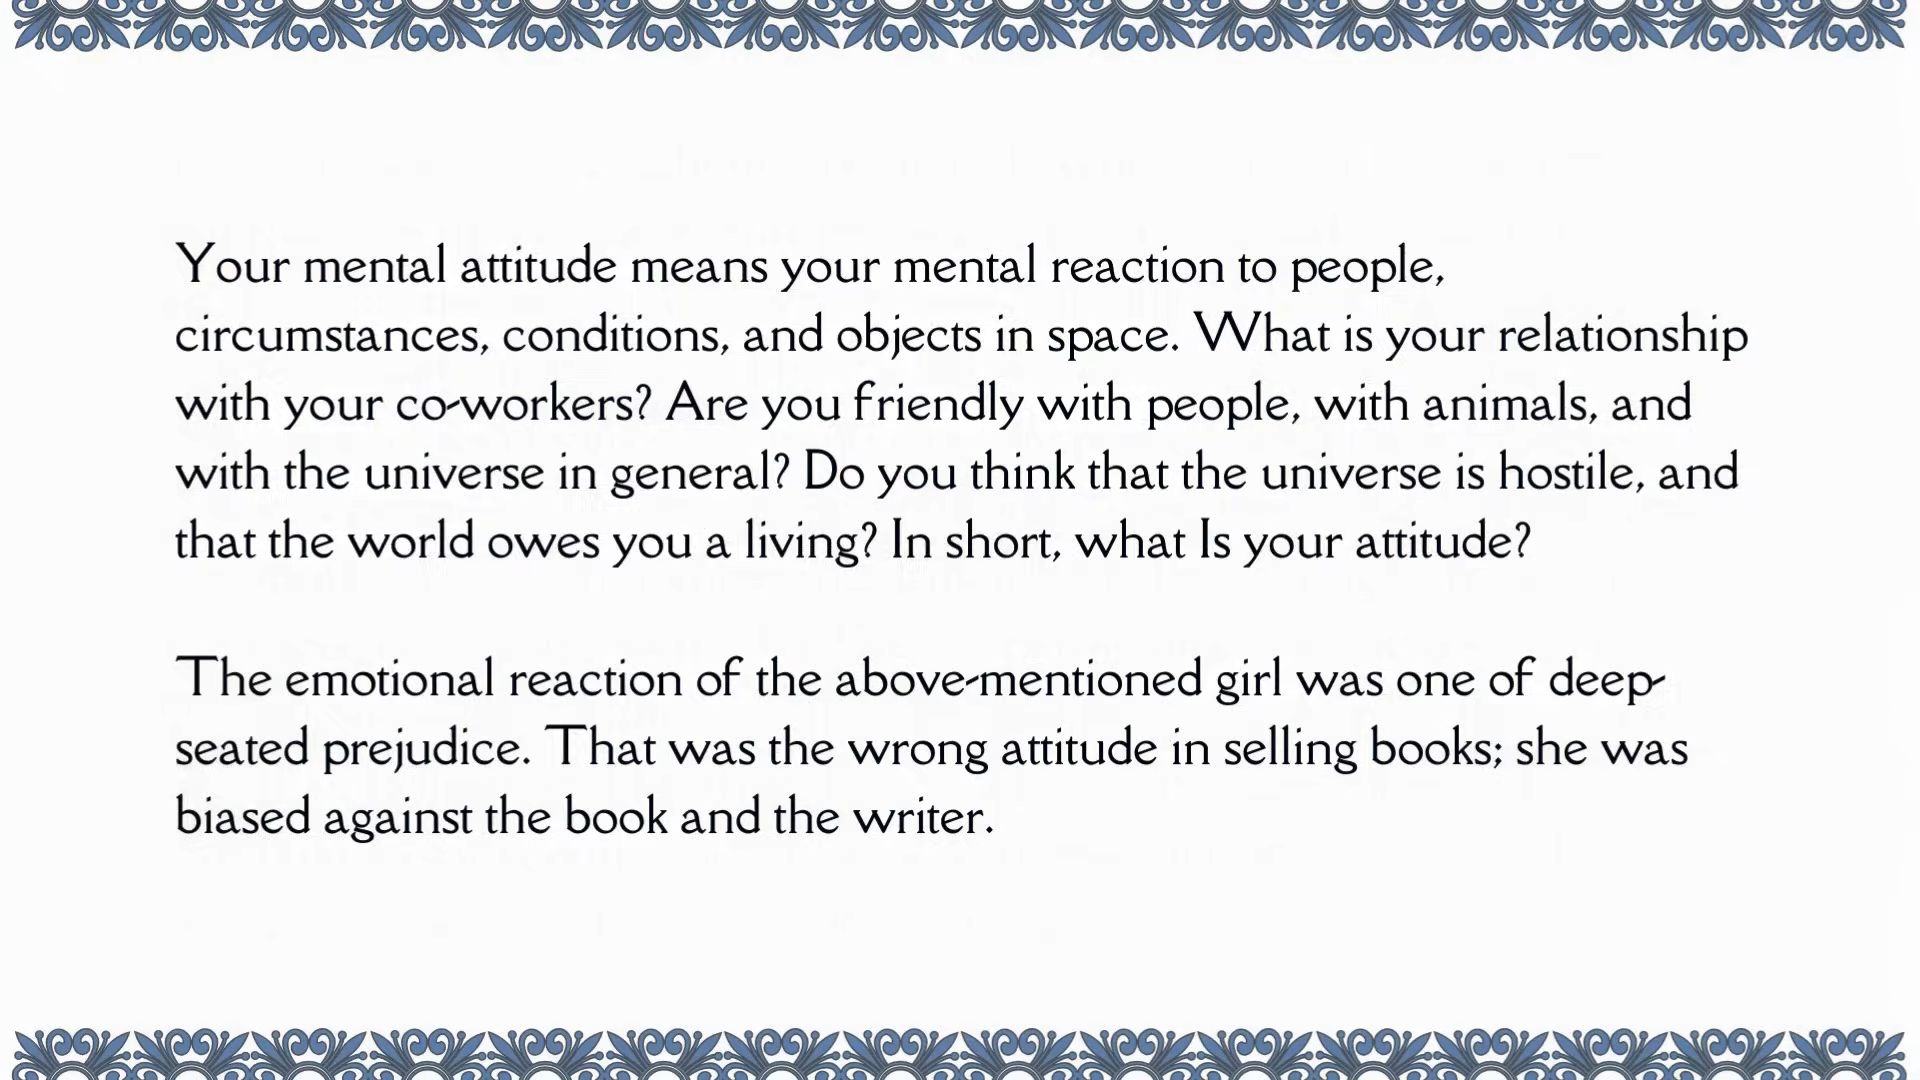 Your mental attitude means your mental reaction to people,
circumstances, conditions, and objects in space. What is your relationship
with your co-workers? Are you friendly with people, with animals, and
with the universe in general? Do you think that the universe is hostile, and
that the world owes you a living? In short, what Is your attitude?
The emotional reaction of the above-mentioned girl was one of deep-
seated prejudice. That was the wrong attitude in selling books; she was
biased against the book and the writer.